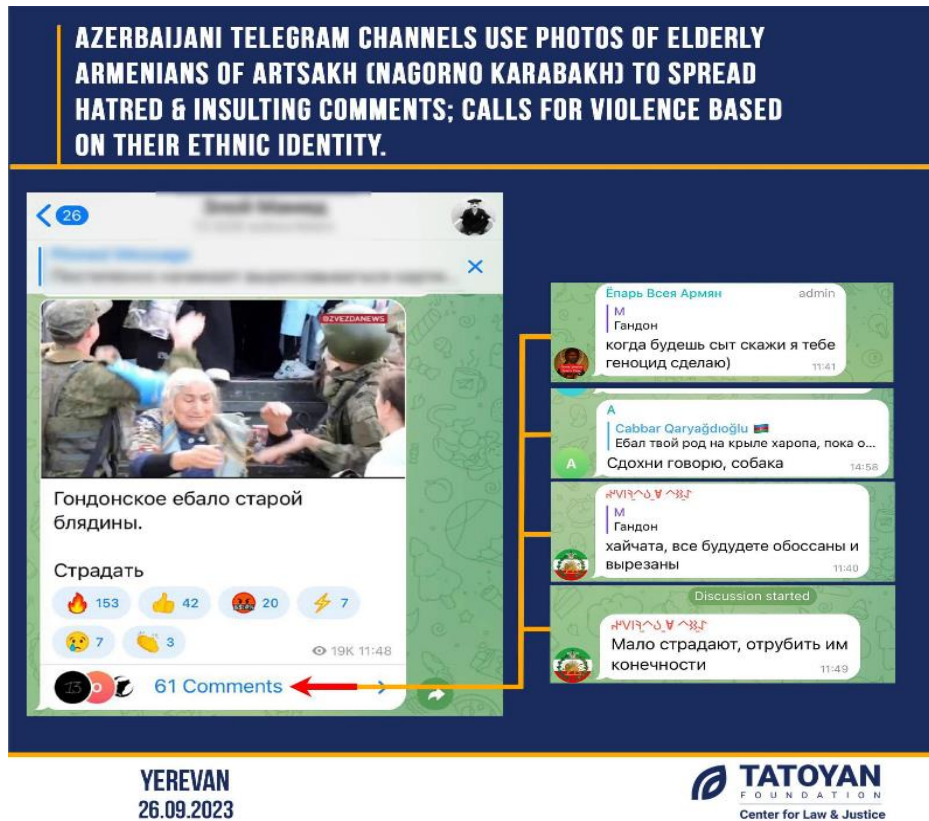 AZERBAIJANI TELEGRAM CHANNELS USE PHOTOS OF ELDERLY
ARMENIANS OF ARTSAKH (NAGORNO KARABAKH) TO SPREAD
HATRED & INSULTING COMMENTS; CALLS FOR VIOLENCE BASED
ON THEIR ETHNIC IDENTITY.
26
@ZVEZDANEWS
Гондонское ебало старой
блядины.
Страдать
153
42
20
7
7
3
19K 11:48
61 Comments
Ёпарь Всея Армян admin
М
Гандон
когда будешь сыт скажи я тебе
геноцид сделаю)
11:41
А
Cabbar Qaryağdıoğlu
Ебал твой род на крыле харопа, пока о...
A
Сдохни говорю, собака
14:58
М
Гандон
хайчата, все будудете обоссаны и
вырезаны
11:40
Discussion started
Мало страдают, отрубить им
конечности
11:49
YEREVAN
26.09.2023
TATOYAN
FOUNDATION
Center for Law & Justice